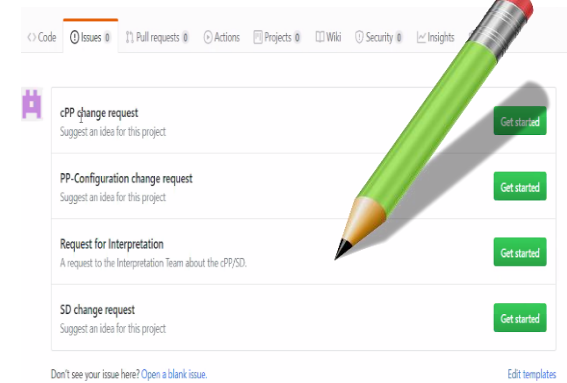 Code Issues 0 Pull requests 0 Actions Projects 0 Wiki Security 0 Insights
cPP change request
Suggest an idea for this project
Get started
PP-Configuration change request
Suggest an idea for this project
Get started
Request for Interpretation
A request to the Interpretation Team about the cPP/SD.
Get started
SD change request
Suggest an idea for this project
Get started
Don't see your issue here? Open a blank issue.
Edit templates